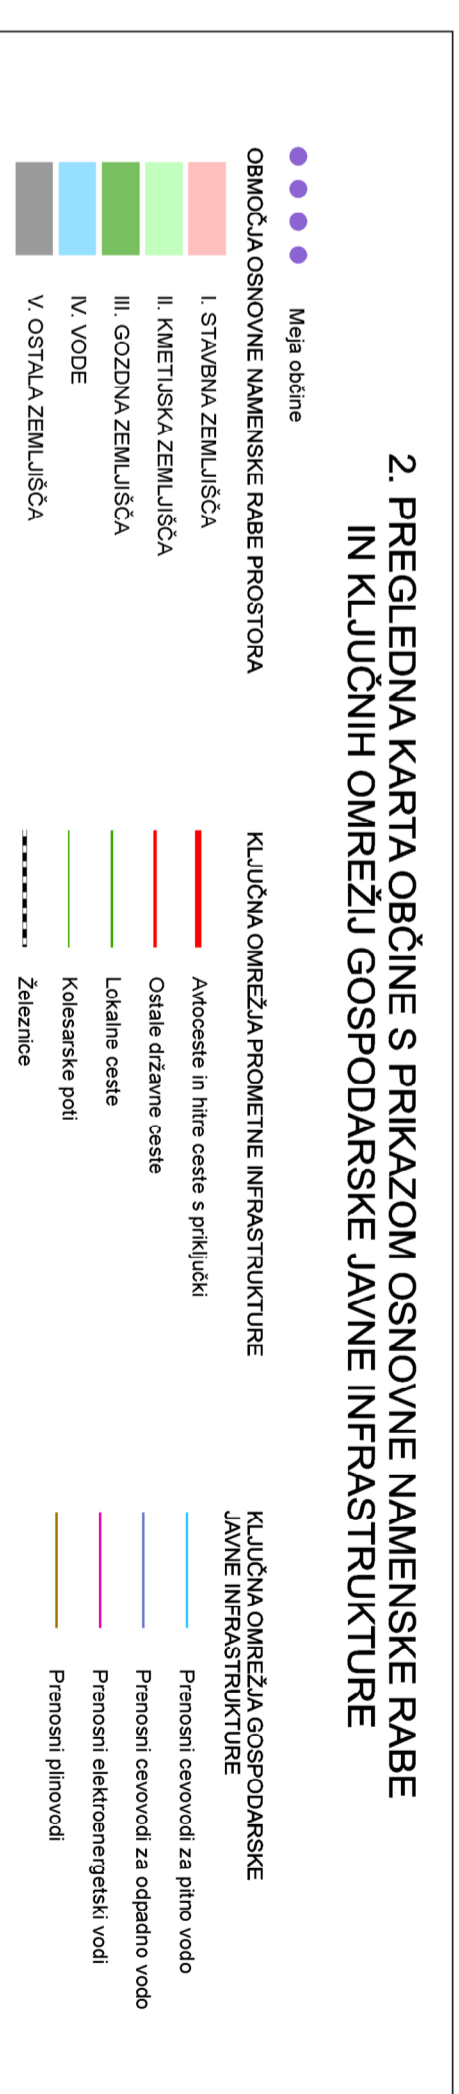 2. PREGLEDNA KARTA OBČINE S PRIKAZOM OSNOVNE NAMENSKE RABE
IN KLJUČNIH OMREŽIJ GOSPODARSKE JAVNE INFRASTRUKTURE
Meja občine
OBMOČJA OSNOVNE NAMENSKE RABE PROSTORA
I. STAVBNA ZEMLJIŠČA
II. KMETIJSKA ZEMLJIŠČA
III. GOZDNA ZEMLJIŠČA
IV. VODE
V. OSTALA ZEMLJIŠČA
KLJUČNA OMREŽJA PROMETNE INFRASTRUKTURE
Avtoceste in hitre ceste s priključki
Ostale državne ceste
Lokalne ceste
Kolesarske poti
Železnice
KLJUČNA OMREŽJA GOSPODARSKE
JAVNE INFRASTRUKTURE
Prenosni cevovodi za pitno vodo
Prenosni cevovodi za odpadno vodo
Prenosni elektroenergetski vodi
Prenosni plinovodi